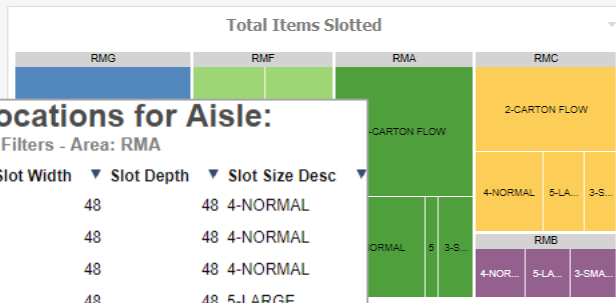 Total Items Slotted
RMG RMF RMA RMC
2-CARTON FLOW
-CARTON FLOW
4-NORMAL 5-LA... 3-S...
RMB
ORMAL 5 3-S...
4-NOR... 5-LA... 3-SMA...
ocations for Aisle:
Filters - Area: RMA
Slot Width Slot Depth Slot Size Desc
48 48 4-NORMAL
48 48 4-NORMAL
48 48 4-NORMAL
48 48 5-LARGE